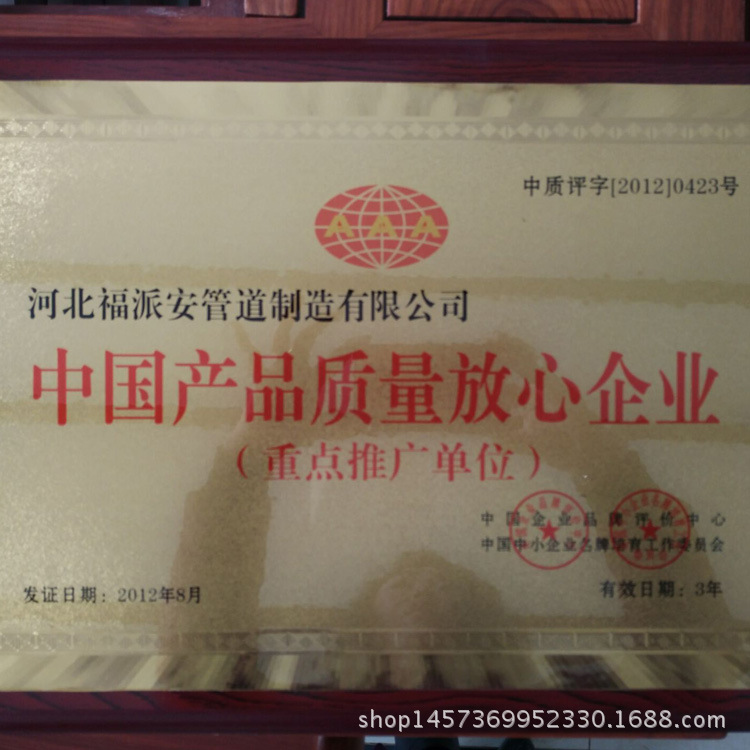 中质评字[2012]0423号
AAA
河北福派安管道制造有限公司
中国产品质量放心企业
（重点推广单位）
中国企业品牌评价中心
中国中小企业名牌培育工作委员会
发证日期：2012年8月
有效日期：3年
shop1457369952330.1688.com